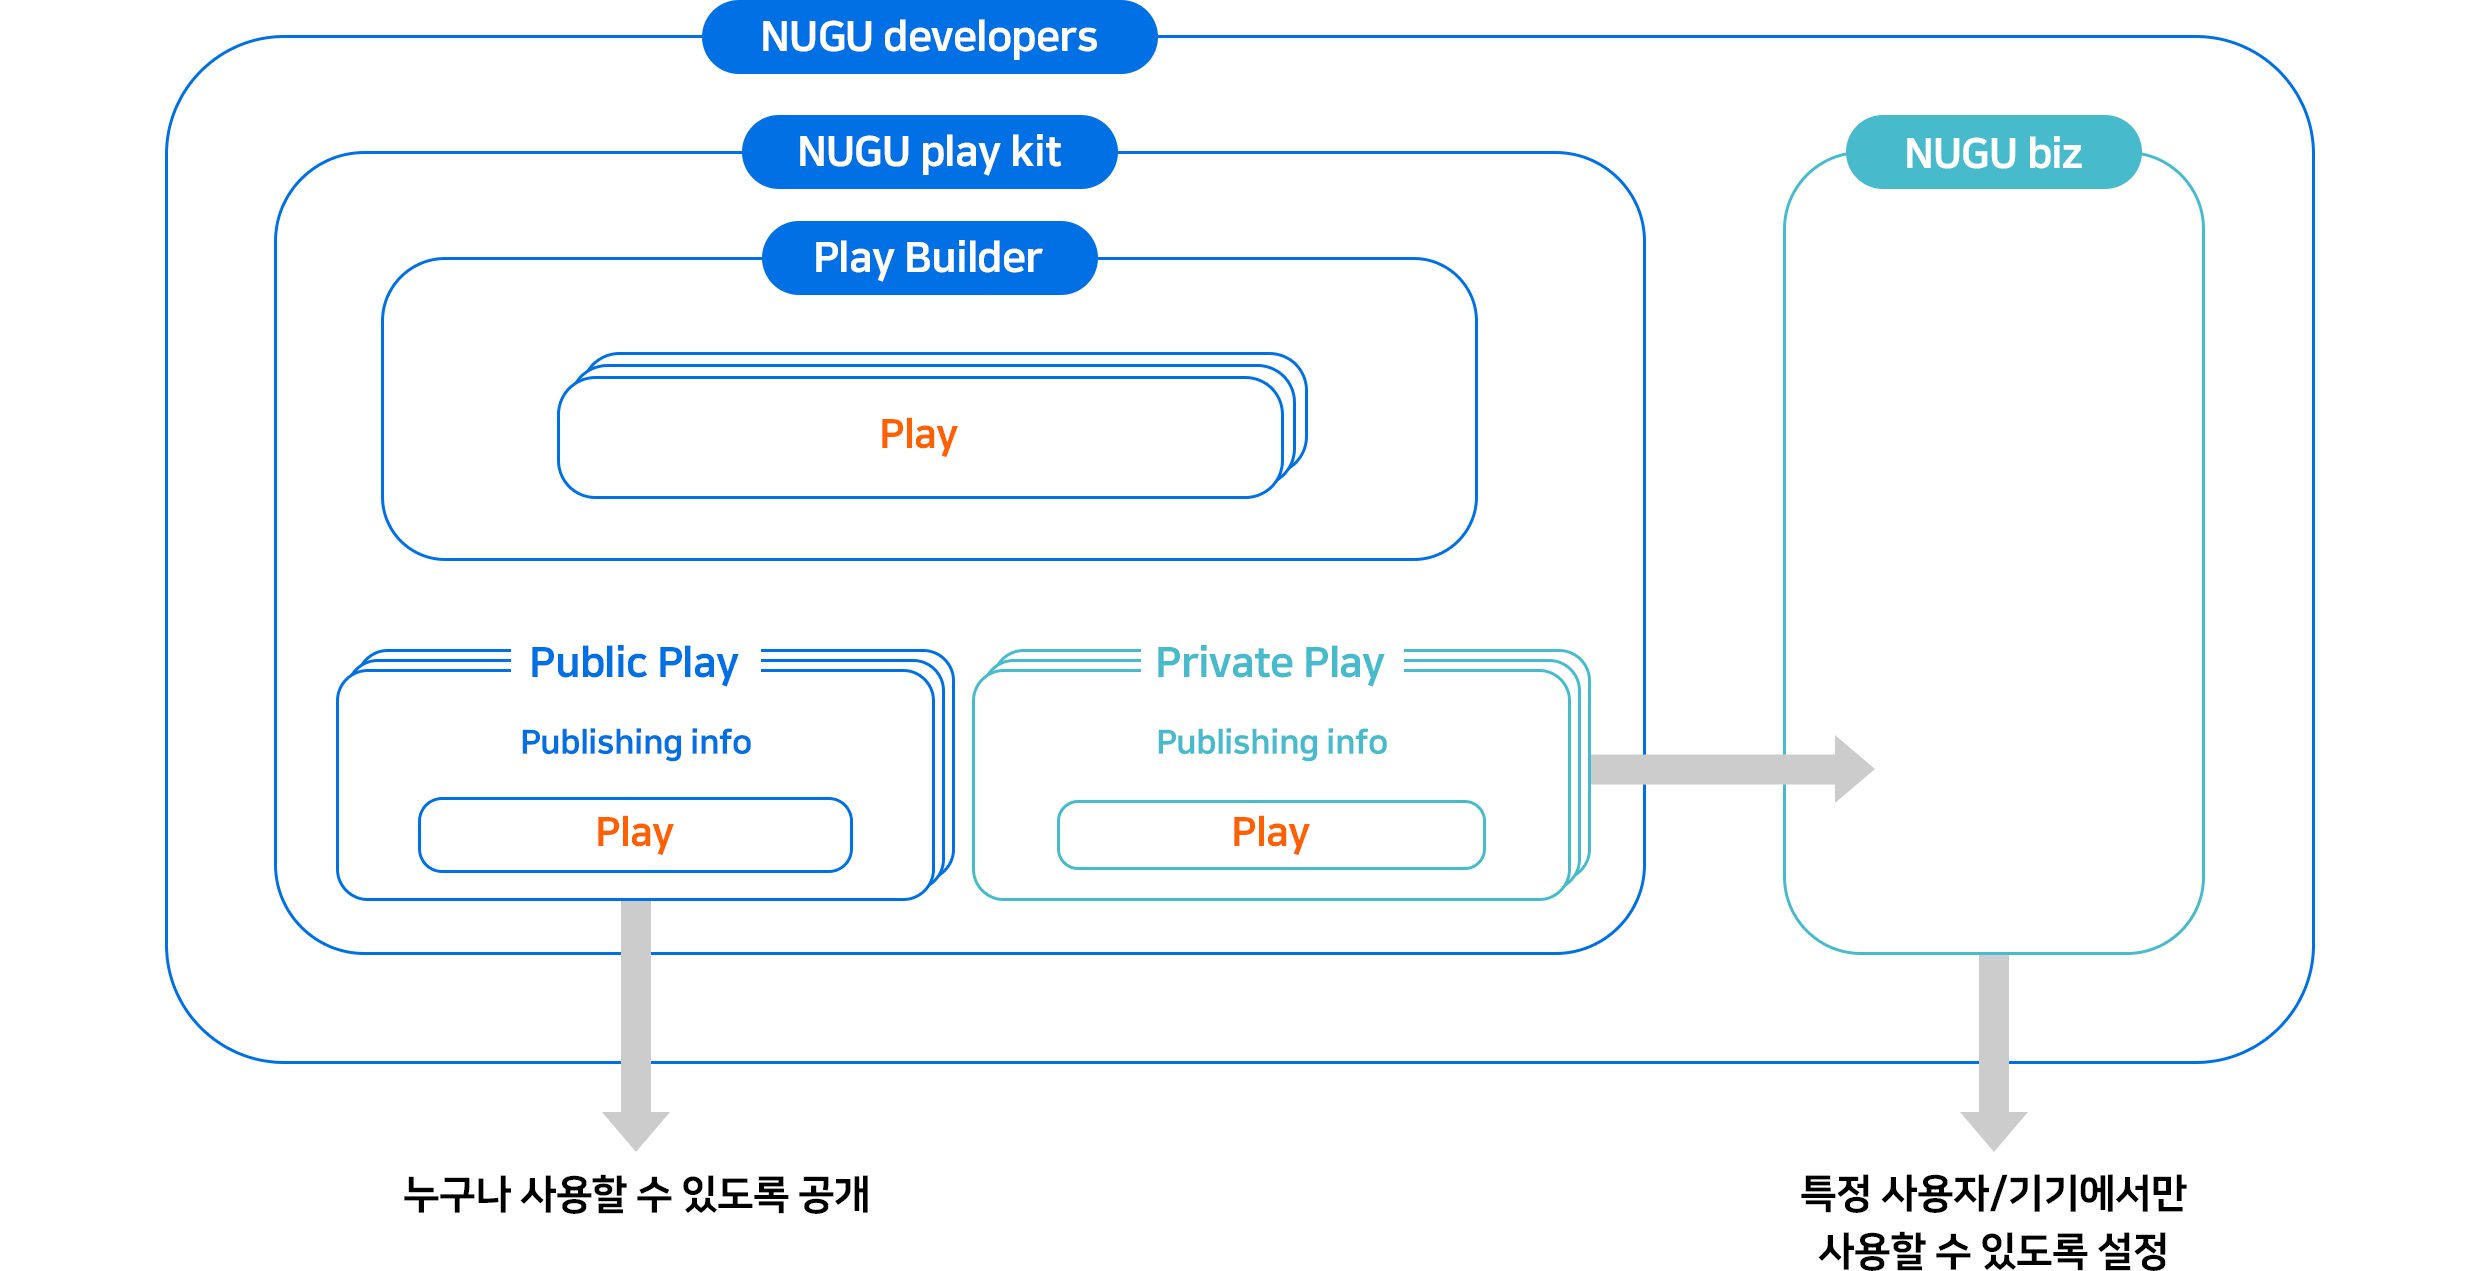 NUGU developers
NUGU play kit
NUGU biz
Play Builder
Play
Public Play
Publishing info
Play
Private Play
Publishing info
Play
누구나 사용할 수 있도록 공개
특정 사용자/기기에서만
사용할 수 있도록 설정